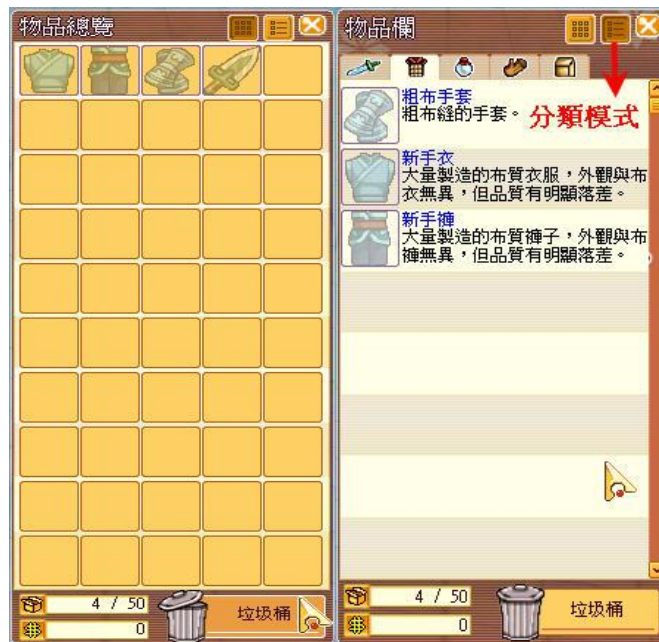 物品總覽
4 / 50
0
垃圾桶
物品欄
分類模式
粗布手套
粗布縫的手套。
新手衣
大量製造的布質衣服，外觀與布
衣無異，但品質有明顯落差。
新手褲
大量製造的布質褲子，外觀與布
褲無異，但品質有明顯落差。
4 / 50
0
垃圾桶